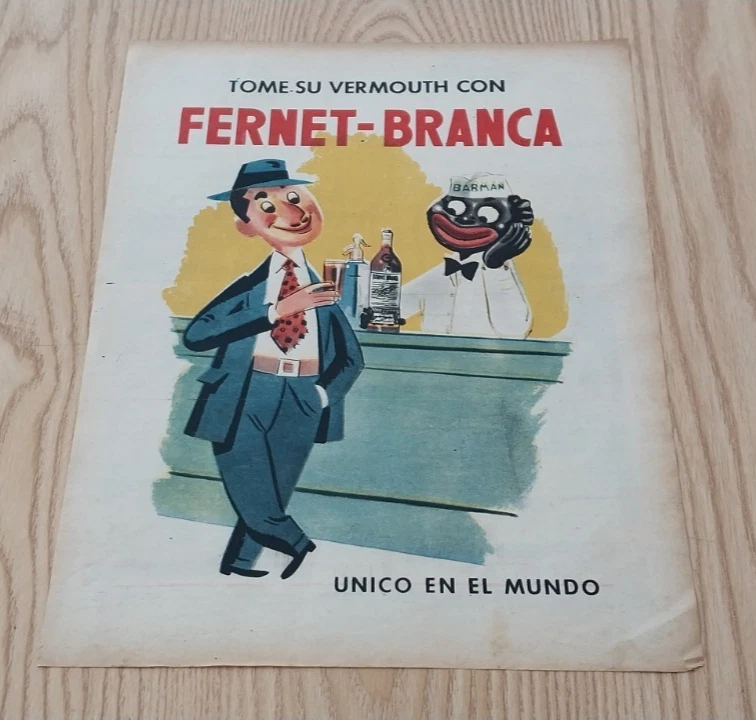 TOME SU VERMOUTH CON
FERNET-BRANCA
BARMAN
UNICO EN EL MUNDO